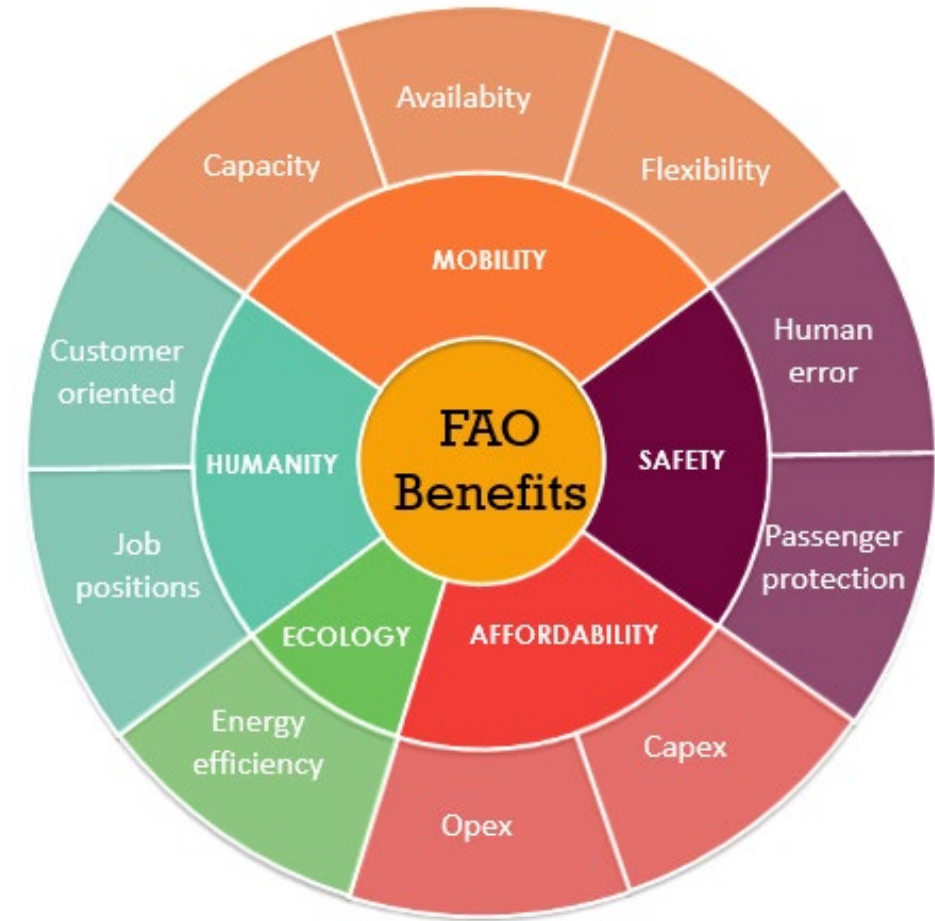 FAO
Benefits
MOBILITY
Capacity
Availabity
Flexibility
SAFETY
Human
error
Passenger
protection
AFFORDABILITY
Capex
Opex
ECOLOGY
Energy
efficiency
HUMANITY
Job
positions
Customer
oriented